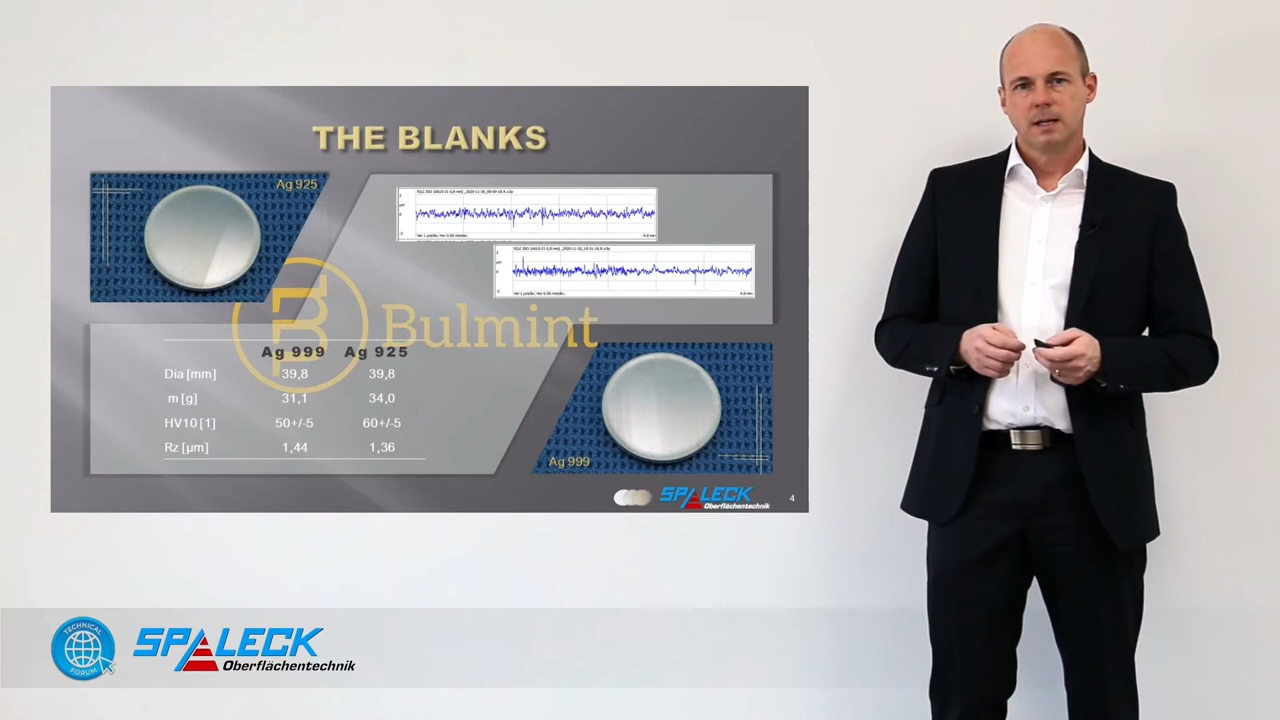 THE BLANKS
Ag 925
Bulmint
Ag 999 Ag 925
Dia [mm] 39,8 39,8
m [g] 31,1 34,0
HV10 [1] 50+/-5 60+/-5
Rz [µm] 1,44 1,36
Ag 999
SPALECK
Oberflächentechnik
4
TECHNICAL
FORUM
SPALECK
Oberflächentechnik